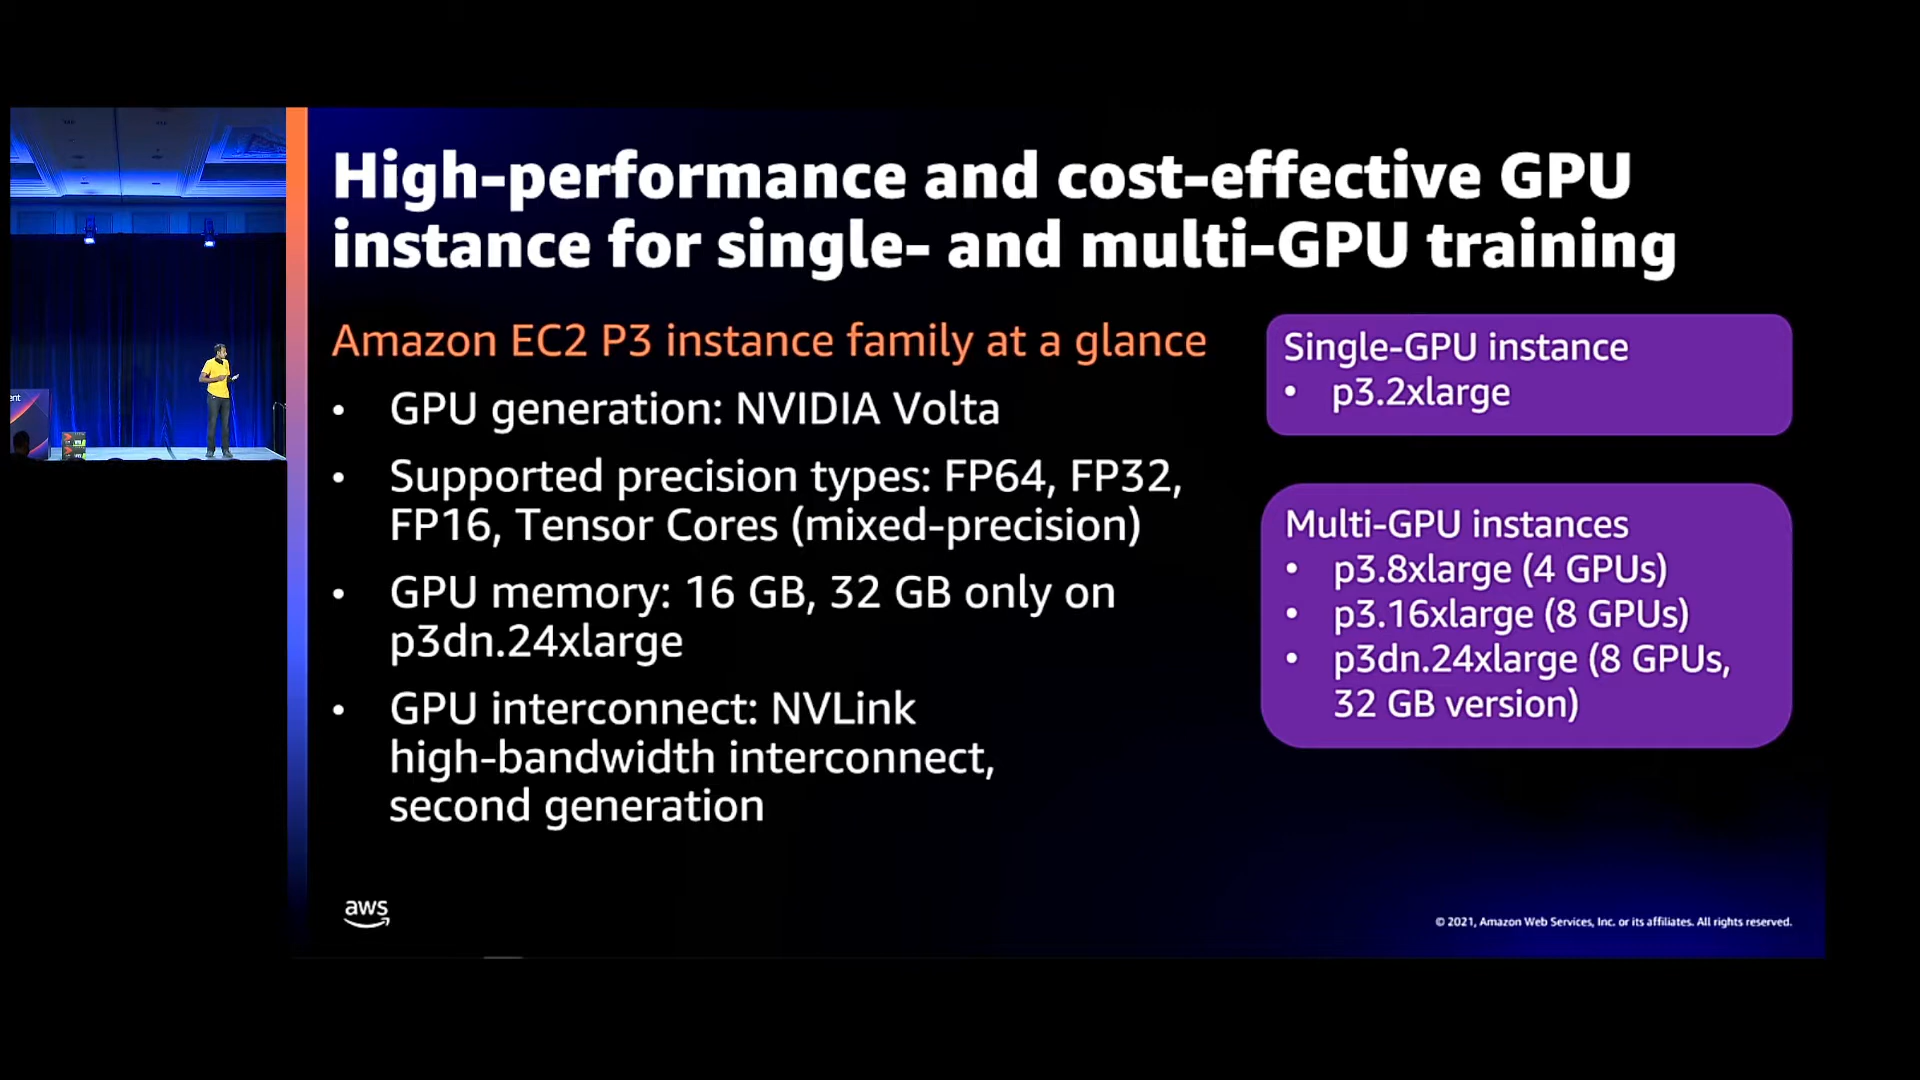 High-performance and cost-effective GPU
instance for single- and multi-GPU training
Amazon EC2 P3 instance family at a glance
• GPU generation: NVIDIA Volta
• Supported precision types: FP64, FP32,
FP16, Tensor Cores (mixed-precision)
• GPU memory: 16 GB, 32 GB only on
p3dn.24xlarge
• GPU interconnect: NVLink
high-bandwidth interconnect,
second generation
Single-GPU instance
• p3.2xlarge
Multi-GPU instances
• p3.8xlarge (4 GPUs)
• p3.16xlarge (8 GPUs)
• p3dn.24xlarge (8 GPUs,
32 GB version)
ent
aws
© 2021, Amazon Web Services, Inc. or its affiliates. All rights reserved.